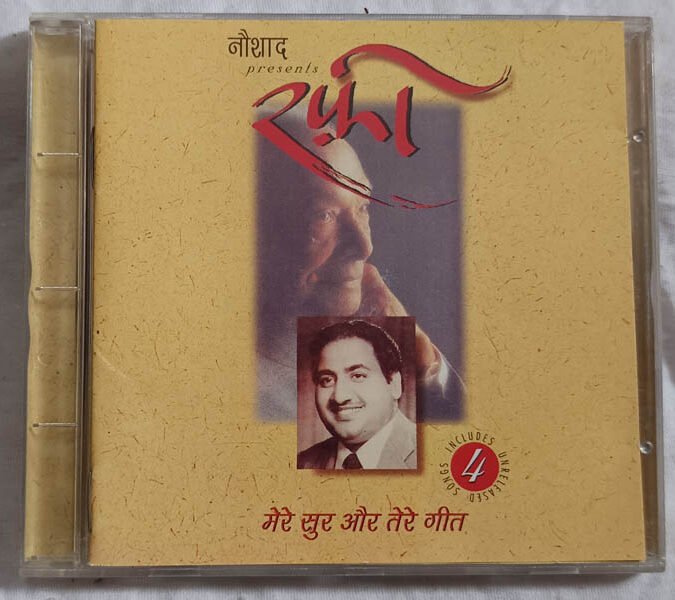 नौशाद
presents
रफ़ी
INCLUDES 4 UNRELEASED SONGS
मेरे सुर और तेरे गीत